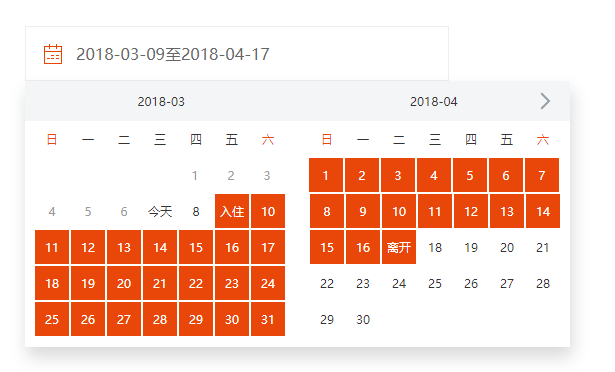 2018-03-09至2018-04-17
2018-03
日 一 二 三 四 五 六
1 2 3
4 5 6 今天 8 入住 10
11 12 13 14 15 16 17
18 19 20 21 22 23 24
25 26 27 28 29 30 31
2018-04
日 一 二 三 四 五 六
1 2 3 4 5 6 7
8 9 10 11 12 13 14
15 16 离开 18 19 20 21
22 23 24 25 26 27 28
29 30